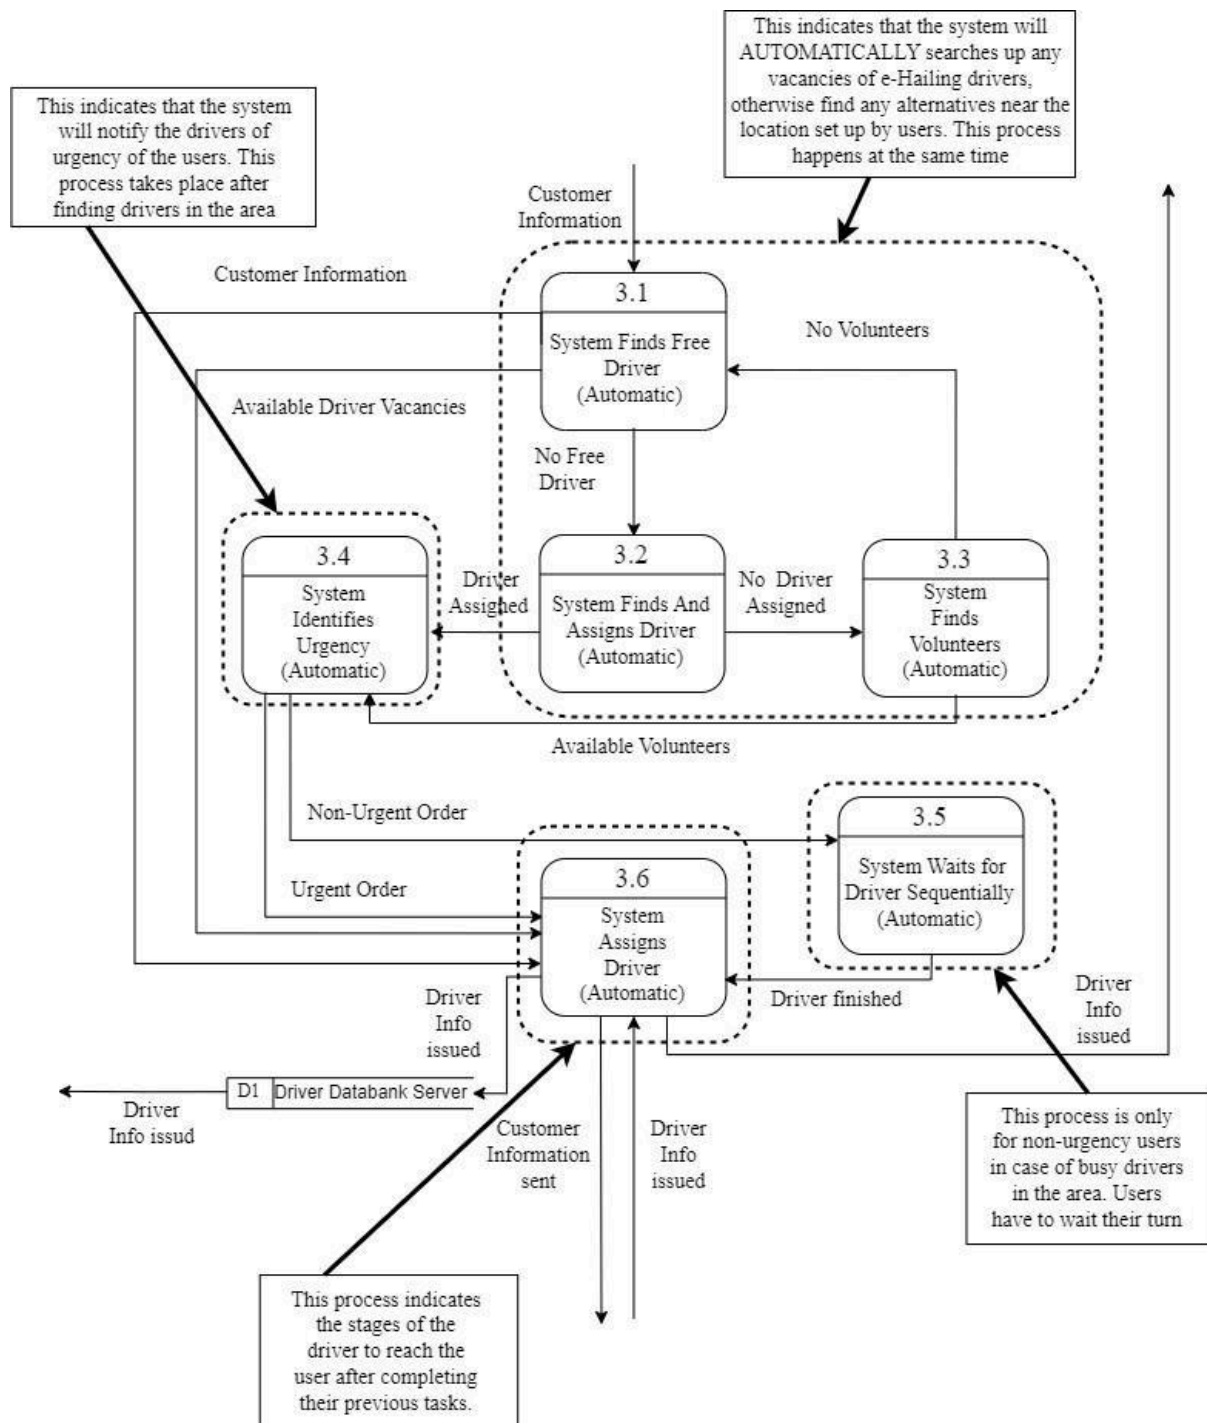 This indicates that the system will
AUTOMATICALLY searches up any
vacancies of e-Hailing drivers,
otherwise find any alternatives near the
location set up by users. This process
happens at the same time
This indicates that the system
will notify the drivers of
urgency of the users. This
process takes place after
finding drivers in the area
Customer
Information
Customer Information
3.1
System Finds Free
Driver
(Automatic)
No Volunteers
Available Driver Vacancies
No Free
Driver
3.4
System
Identifies
Urgency
(Automatic)
Driver
Assigned
3.2
System Finds And
Assigns Driver
(Automatic)
No Driver
Assigned
3.3
System
Finds
Volunteers
(Automatic)
Available Volunteers
Non-Urgent Order
3.5
System Waits for
Driver Sequentially
(Automatic)
Urgent Order
3.6
System
Assigns
Driver
(Automatic)
Driver finished
Driver
Info
issued
Driver
Info
issued
D1 Driver Databank Server
Driver
Info issud
Customer
Information
sent
Driver
Info
issued
This process is only
for non-urgency users
in case of busy drivers
in the area. Users
have to wait their turn
This process indicates
the stages of the
driver to reach the
user after completing
their previous tasks.